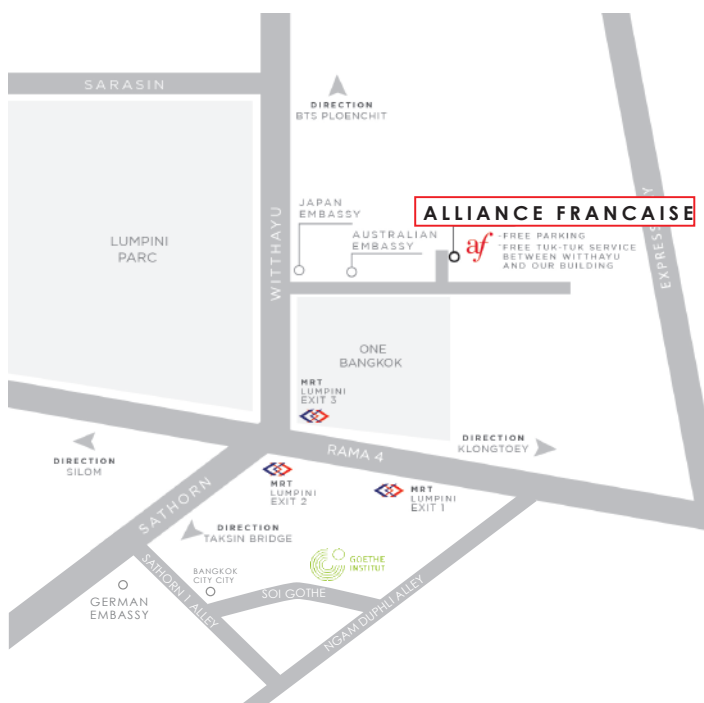 SARASIN
DIRECTION
BTS PLOENCHIT
WITTHAYU
JAPAN
EMBASSY
AUSTRALIAN
EMBASSY
ALLIANCE FRANCAISE
af
-FREE PARKING
*FREE TUK-TUK SERVICE
BETWEEN WITTHAYU
AND OUR BUILDING
LUMPINI
PARC
ONE
BANGKOK
MRT
LUMPINI
EXIT 3
DIRECTION
SILOM
RAMA 4
DIRECTION
KLONGTOEY
SATHORN
MRT
LUMPINI
EXIT 2
MRT
LUMPINI
EXIT 1
DIRECTION
TAKSIN BRIDGE
GOETHE
INSTITUT
BANGKOK
CITY CITY
SATHORN 1 ALLEY
SOI GOTHE
NGAM DUPHLI ALLEY
GERMAN
EMBASSY